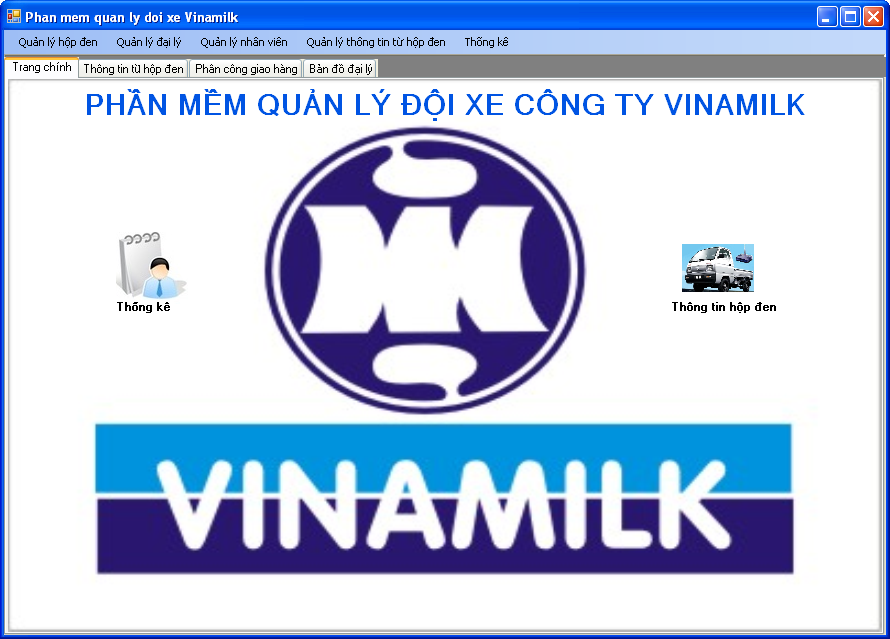 Phan mem quan ly doi xe Vinamilk
Quản lý hộp đen Quản lý đại lý Quản lý nhân viên Quản lý thông tin từ hộp đen Thống kê
Trang chính Thông tin từ hộp đen Phân công giao hàng Bản đồ đại lý
PHẦN MỀM QUẢN LÝ ĐỘI XE CÔNG TY VINAMILK
Thống kê Thông tin hộp đen
VINAMILK